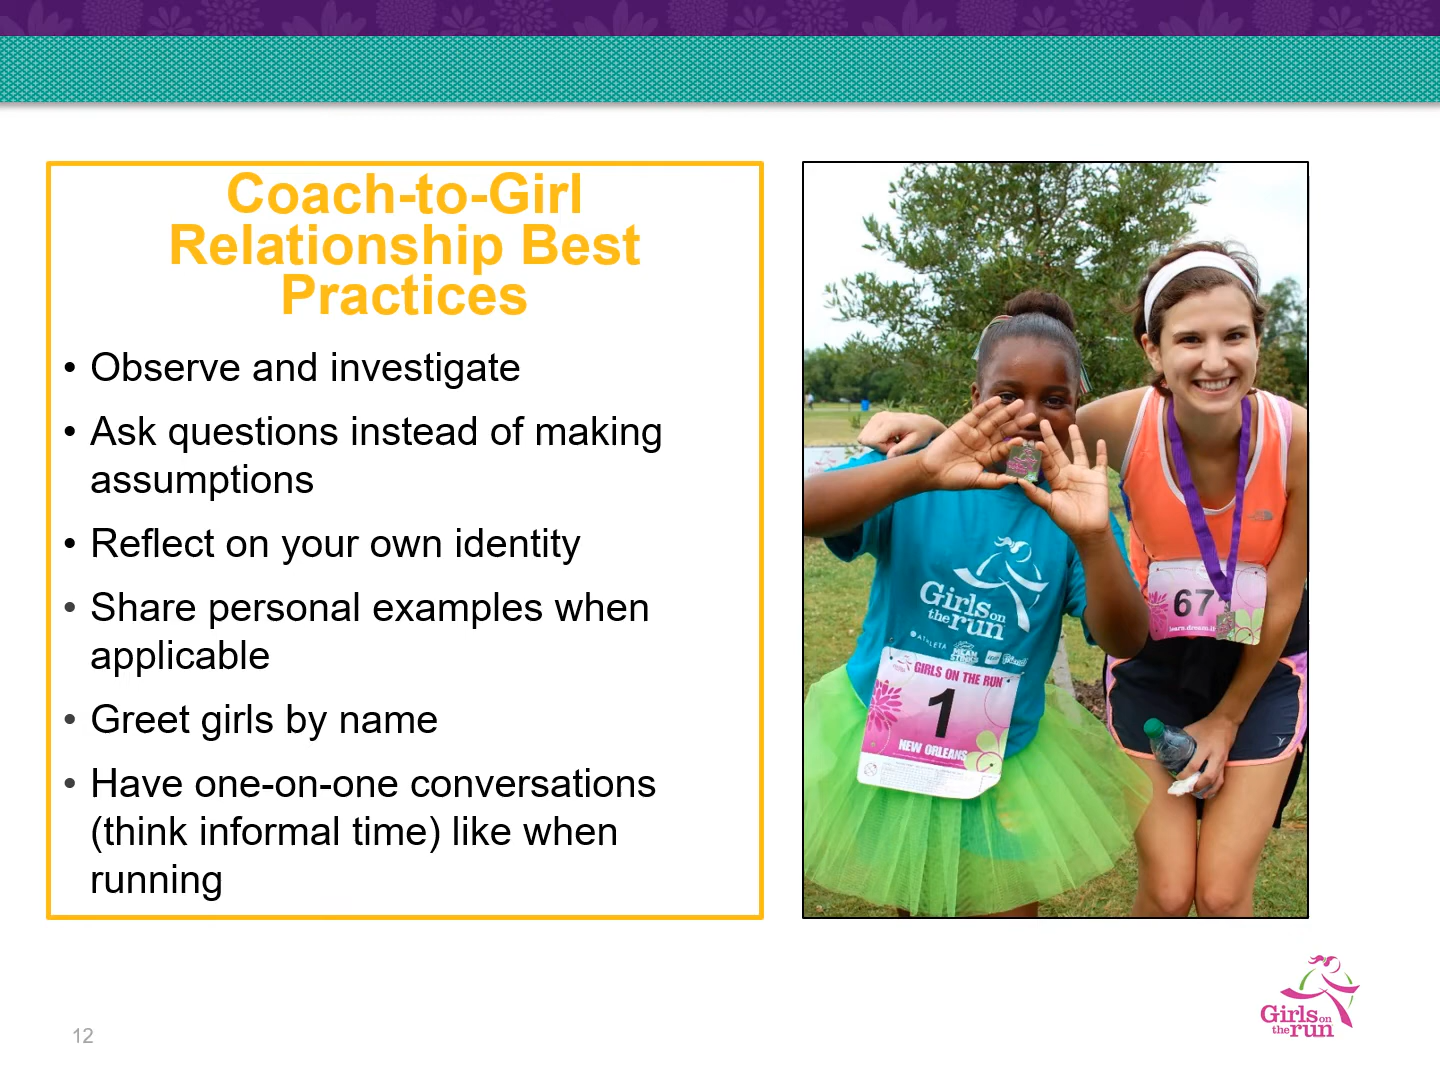 Coach-to-Girl
Relationship Best
Practices
• Observe and investigate
• Ask questions instead of making
assumptions
• Reflect on your own identity
• Share personal examples when
applicable
• Greet girls by name
• Have one-on-one conversations
(think informal time) like when
running
Girls on
the run
ATHLETA
GIRLS ON THE RUN
1
NEW ORLEANS
67
12
Girls on
the run